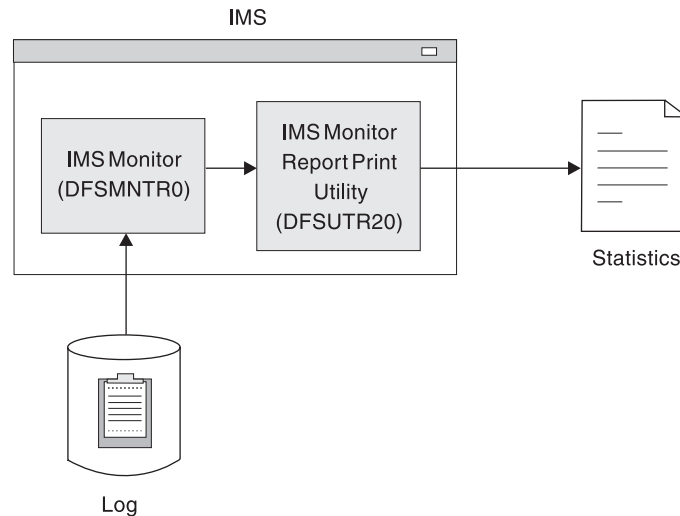 IMS
IMS Monitor
(DFSMNTR0)
IMS Monitor
Report Print
Utility
(DFSUTR20)
Statistics
Log